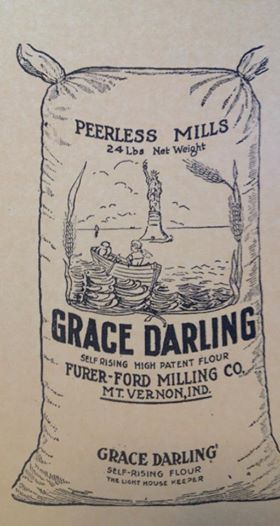 PEERLESS MILLS
24 Lbs Net Weight
GRACE DARLING
SELF RISING HIGH PATENT FLOUR
FURER-FORD MILLING CO.
MT. VERNON, IND.
GRACE DARLING
SELF-RISING FLOUR
THE LIGHT HOUSE KEEPER